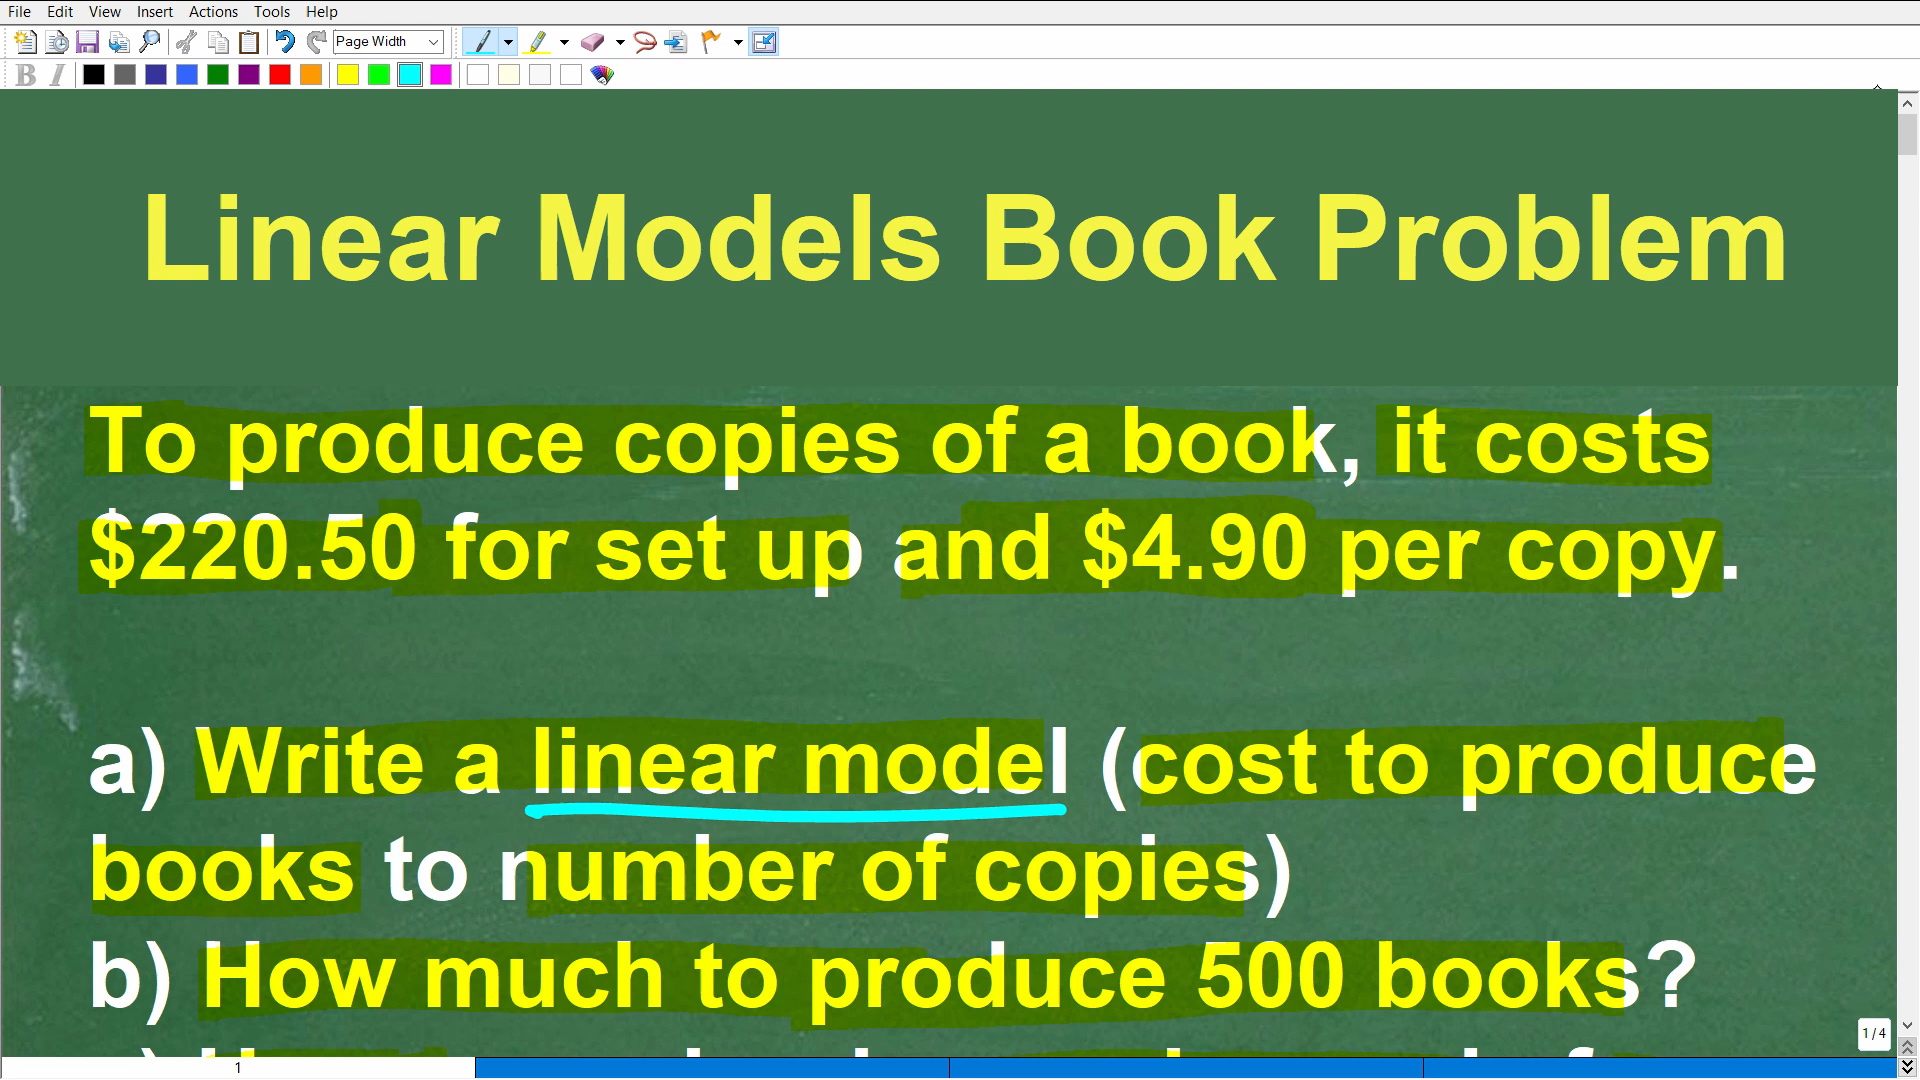 File Edit View Insert Actions Tools Help
Page Width
B I
Linear Models Book Problem
To produce copies of a book, it costs
$220.50 for set up and $4.90 per copy.
a) Write a linear model (cost to produce
books to number of copies)
b) How much to produce 500 books?
1 / 4
1